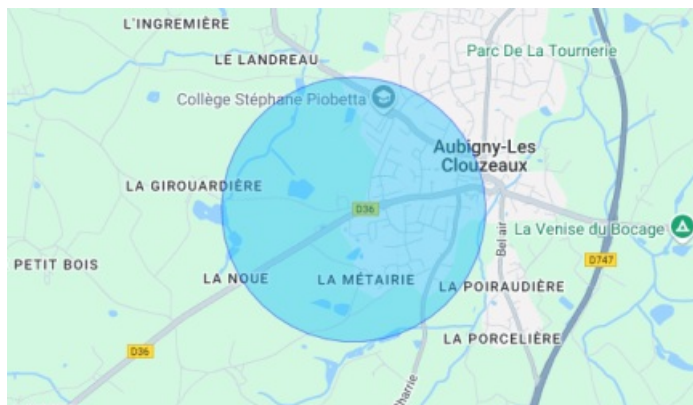 L'INGREMIÈRE
Parc De La Tournerie
LE LANDREAU
Collège Stéphane Piobetta
Aubigny-Les
Clouzeaux
LA GIROUARDIÈRE
D36
La Venise du Bocage
Bel air
PETIT BOIS
D747
LA NOUE
LA MÉTAIRIE
LA POIRAUDIÈRE
LA PORCELIÈRE
D36